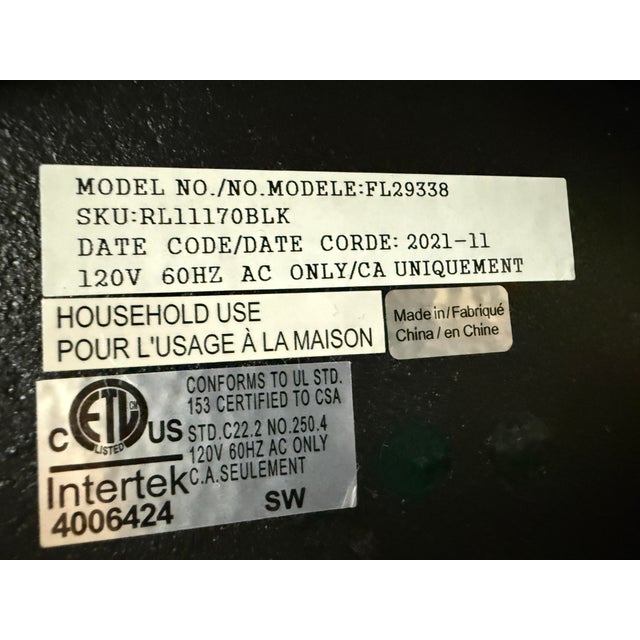 MODEL NO./NO.MODELE:FL29338
SKU:RL11170BLK
DATE CODE/DATE CORDE: 2021-11
120V 60HZ AC ONLY/CA UNIQUEMENT
HOUSEHOLD USE
POUR L'USAGE À LA MAISON
Made in/Fabriqué
China/en Chine
CONFORMS TO UL STD.
153 CERTIFIED TO CSA
STD.C22.2 NO.250.4
120V 60HZ AC ONLY
C.A.SEULEMENT
C ETL CM US
LISTED
Intertek
4006424
SW